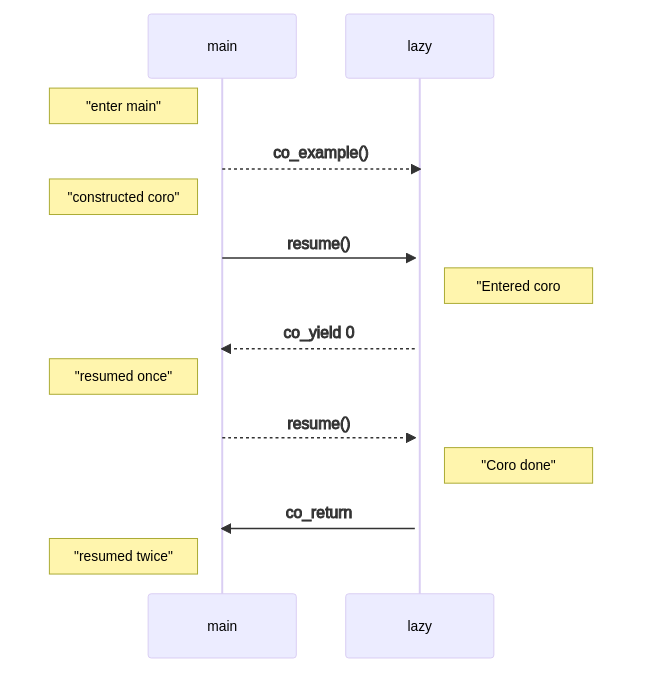 main
lazy
"enter main"
co_example()
"constructed coro"
resume()
"Entered coro
co_yield 0
"resumed once"
resume()
"Coro done"
co_return
"resumed twice"
main
lazy